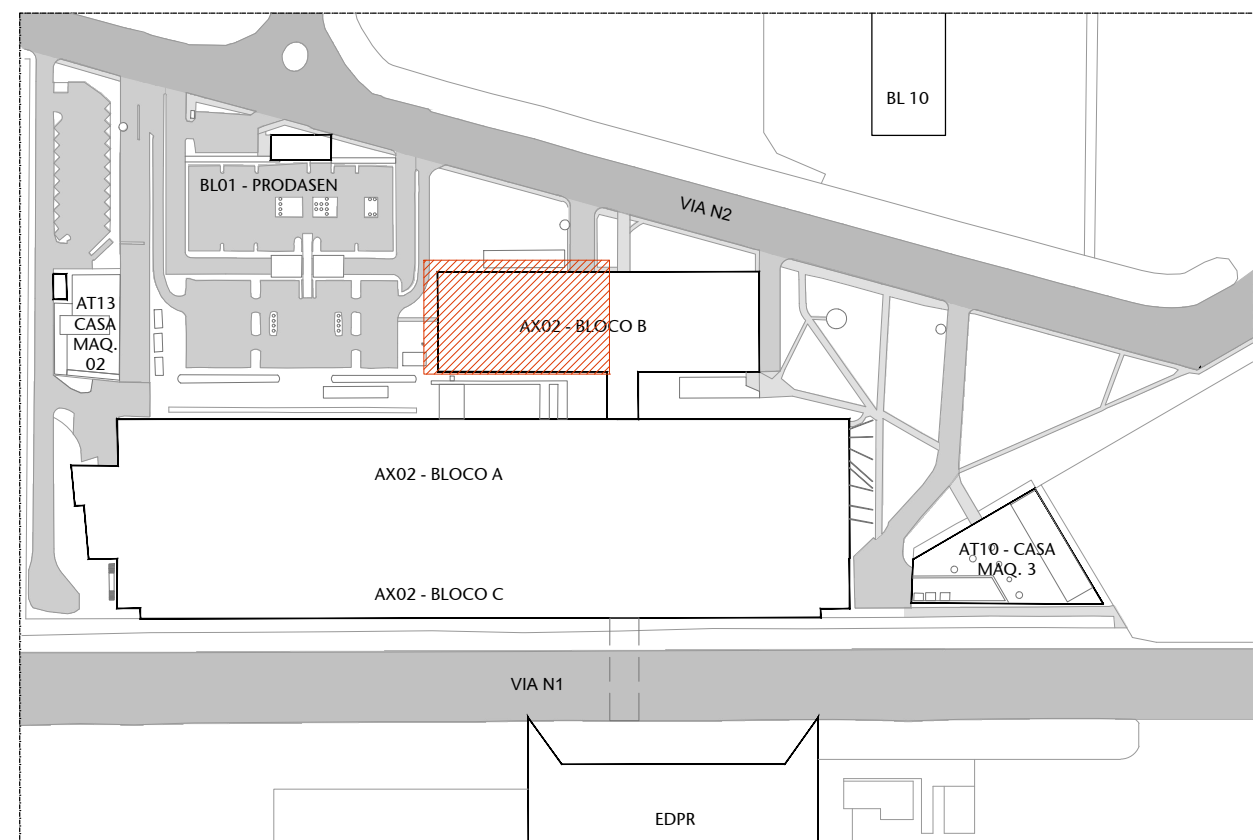 BL 10
BL01 - PRODASEN
VIA N2
AT13
CASA
MAQ.
02
AX02 - BLOCO B
AX02 - BLOCO A
AT10 - CASA
MAQ. 3
AX02 - BLOCO C
VIA N1
EDPR